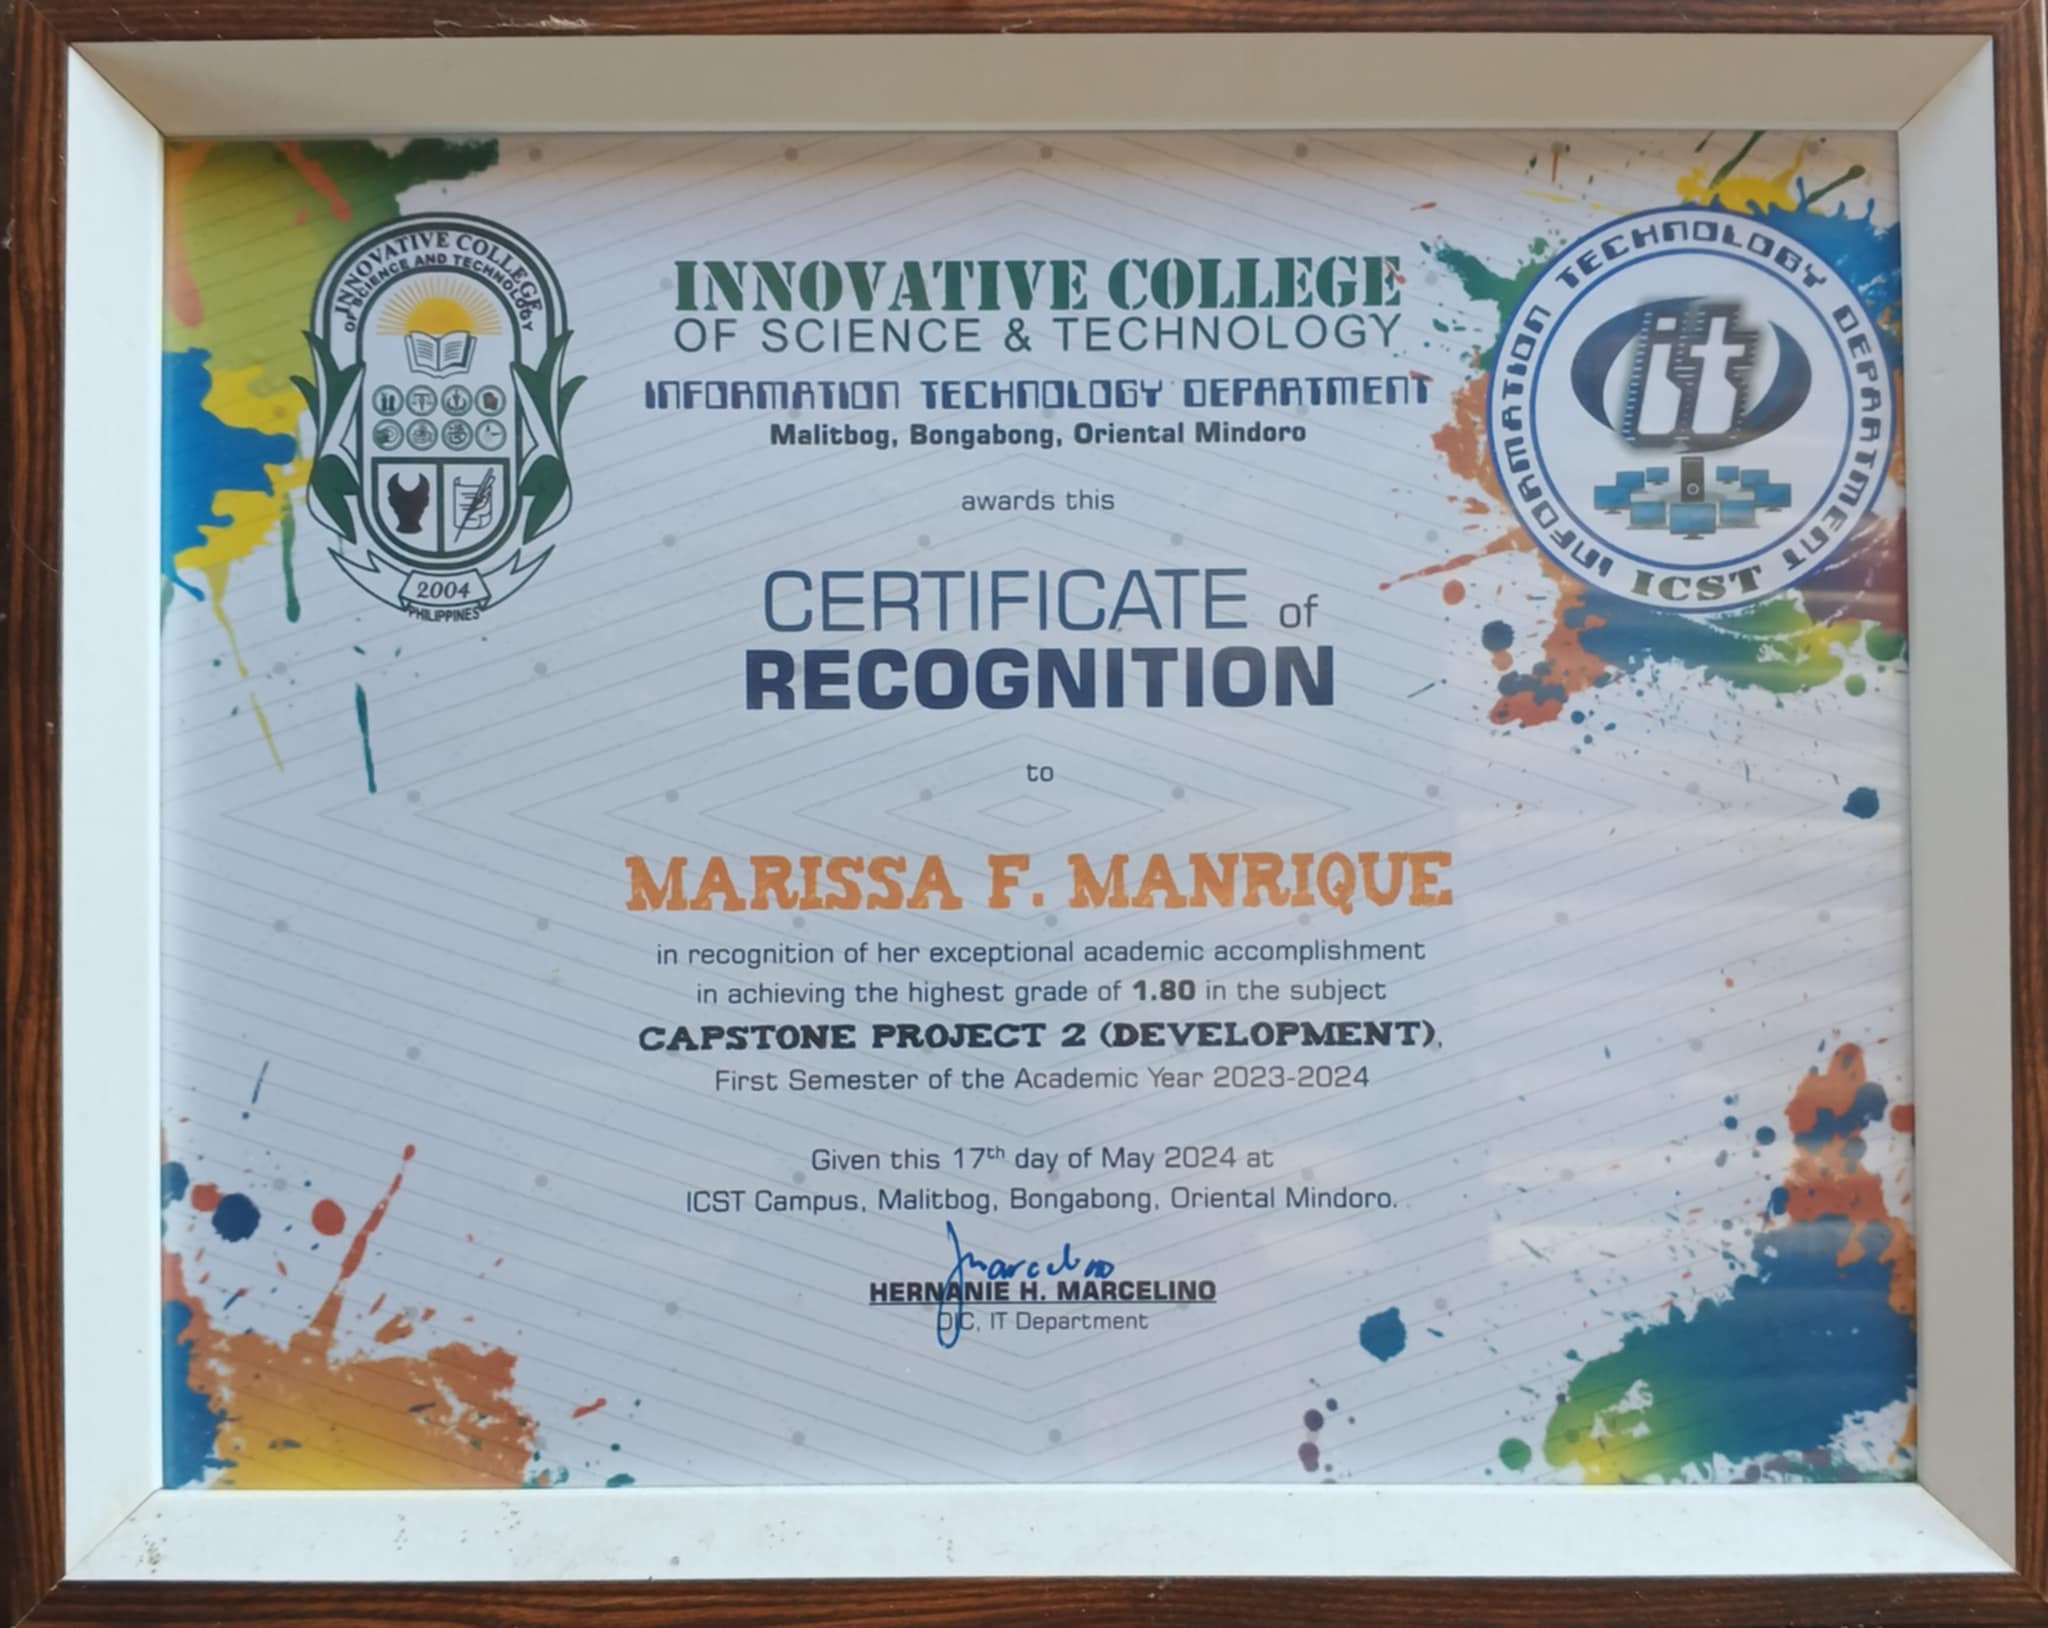 INNOVATIVE COLLEGE
OF SCIENCE AND TECHNOLOGY
2004
PHILIPPINES
INNOVATIVE COLLEGE
OF SCIENCE & TECHNOLOGY
INFORMATION TECHNOLOGY DEPARTMENT
Malitbog, Bongabong, Oriental Mindoro
INFORMATION TECHNOLOGY DEPARTMENT
it
ICST
awards this
CERTIFICATE of
RECOGNITION
to
MARISSA F. MANRIQUE
in recognition of her exceptional academic accomplishment
in achieving the highest grade of 1.80 in the subject
CAPSTONE PROJECT 2 (DEVELOPMENT),
First Semester of the Academic Year 2023-2024
Given this 17th day of May 2024 at
ICST Campus, Malitbog, Bongabong, Oriental Mindoro.
Marcelino
HERNANIE H. MARCELINO
OIC, IT Department